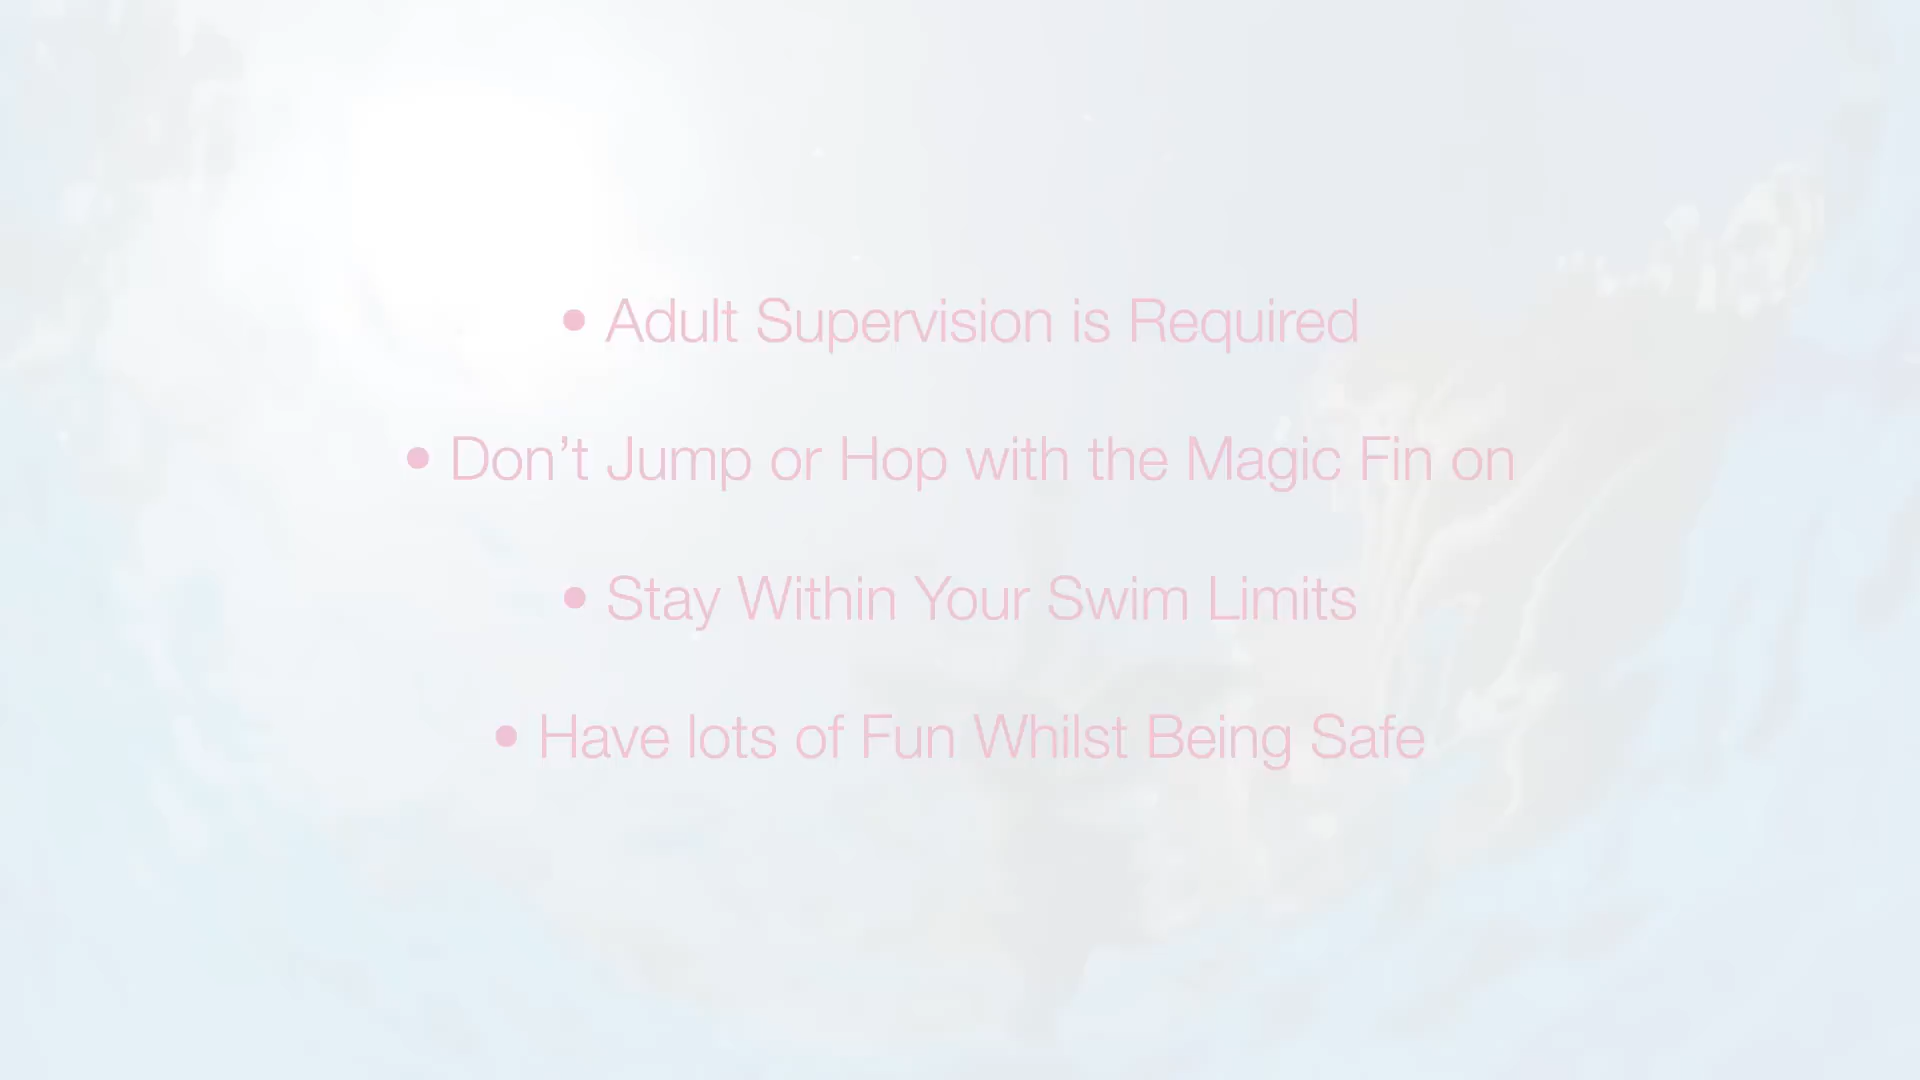 • Adult Supervision is Required
• Don’t Jump or Hop with the Magic Fin on
• Stay Within Your Swim Limits
• Have lots of Fun Whilst Being Safe